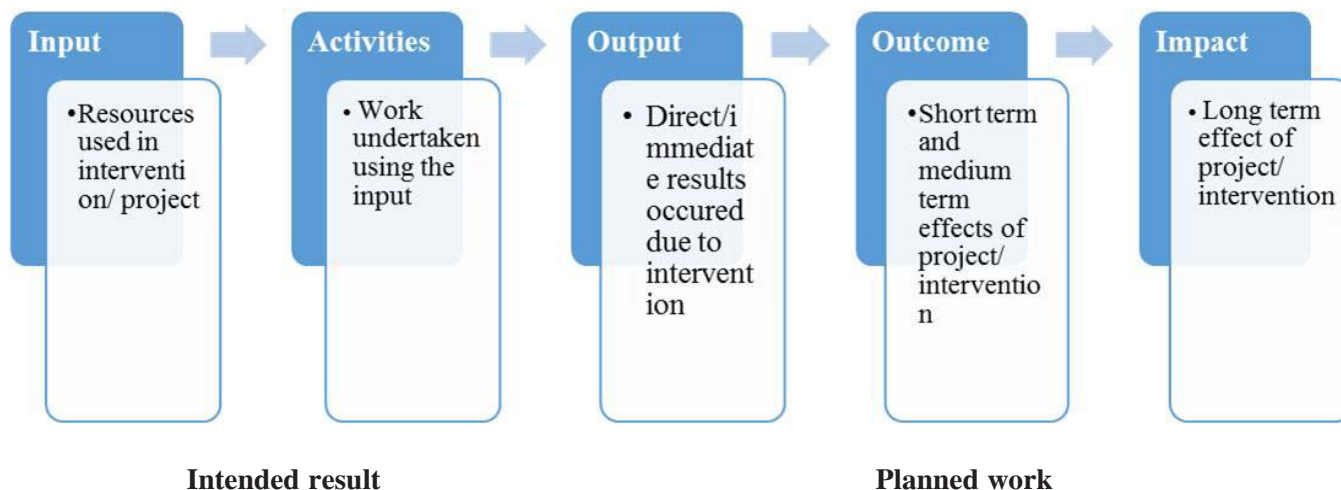 Input
•Resources
used in
interventi
on/ project
Activities
• Work
undertaken
using the
input
Output
• Direct/i
mmediat
e results
occured
due to
intervent
ion
Outcome
•Short term
and
medium
term
effects of
project/
interventio
n
Impact
• Long term
effect of
project/
intervention
Intended result
Planned work